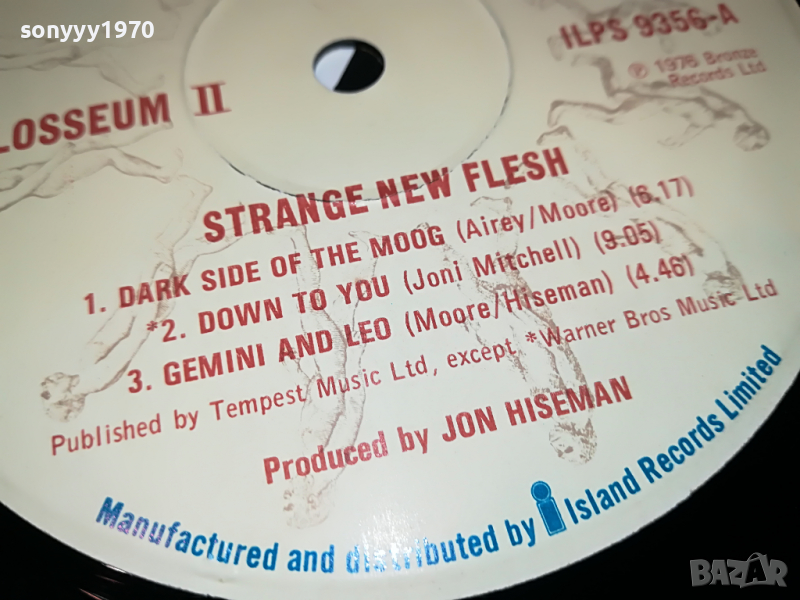 sonyyy1970
ILPS 9356-A
℗ 1976 Bronze
Records Ltd
LOSSEUM II
STRANGE NEW FLESH
1. DARK SIDE OF THE MOOG (Airey/Moore) (6.17)
*2. DOWN TO YOU (Joni Mitchell) (9.05)
3. GEMINI AND LEO (Moore/Hiseman) (4.46)
Published by Tempest Music Ltd, except *Warner Bros Music Ltd
Produced by JON HISEMAN
Manufactured and distributed by Island Records Limited
BAZAR